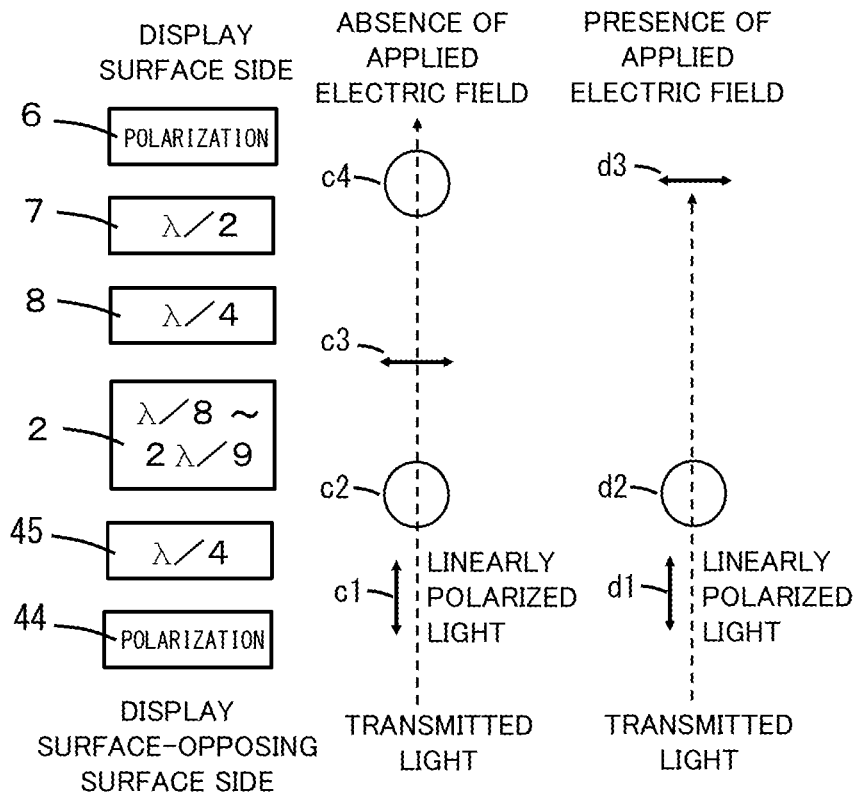 DISPLAY
SURFACE SIDE
ABSENCE OF
APPLIED
ELECTRIC FIELD
PRESENCE OF
APPLIED
ELECTRIC FIELD
6
POLARIZATION
7
λ/2
8
λ/4
2
λ/8 ~
2 λ/9
45
λ/4
44
POLARIZATION
DISPLAY
SURFACE-OPPOSING
SURFACE SIDE
c4
c3
c2
c1
LINEARLY
POLARIZED
LIGHT
TRANSMITTED
LIGHT
d3
d2
d1
LINEARLY
POLARIZED
LIGHT
TRANSMITTED
LIGHT